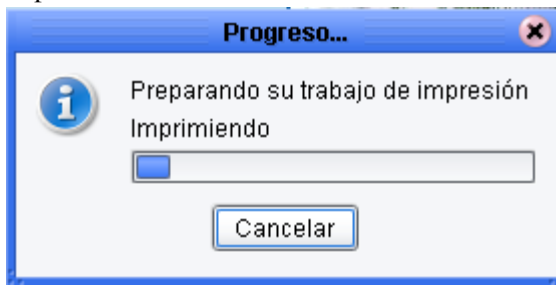 Progreso...
Preparando su trabajo de impresión
Imprimiendo
Cancelar